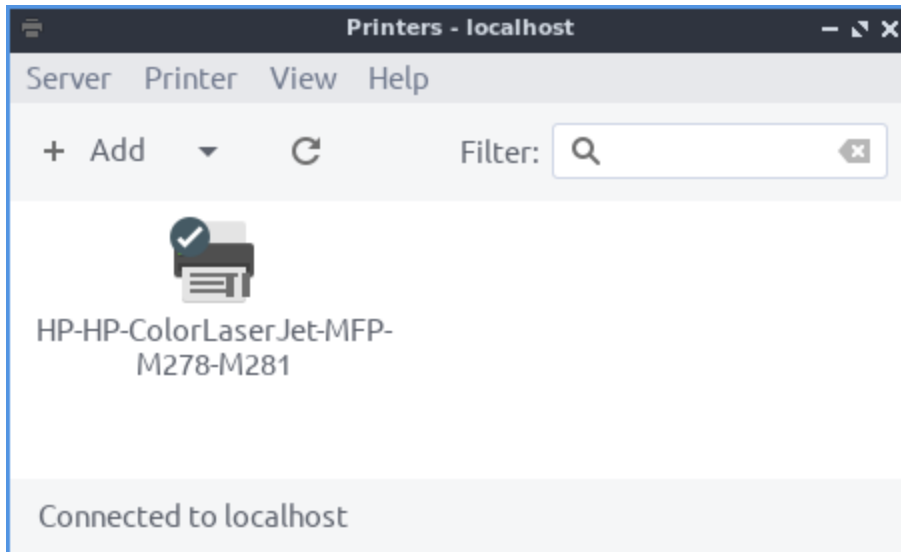 Printers - localhost
Server Printer View Help
+ Add Filter:
HP-HP-ColorLaserJet-MFP-
M278-M281
Connected to localhost